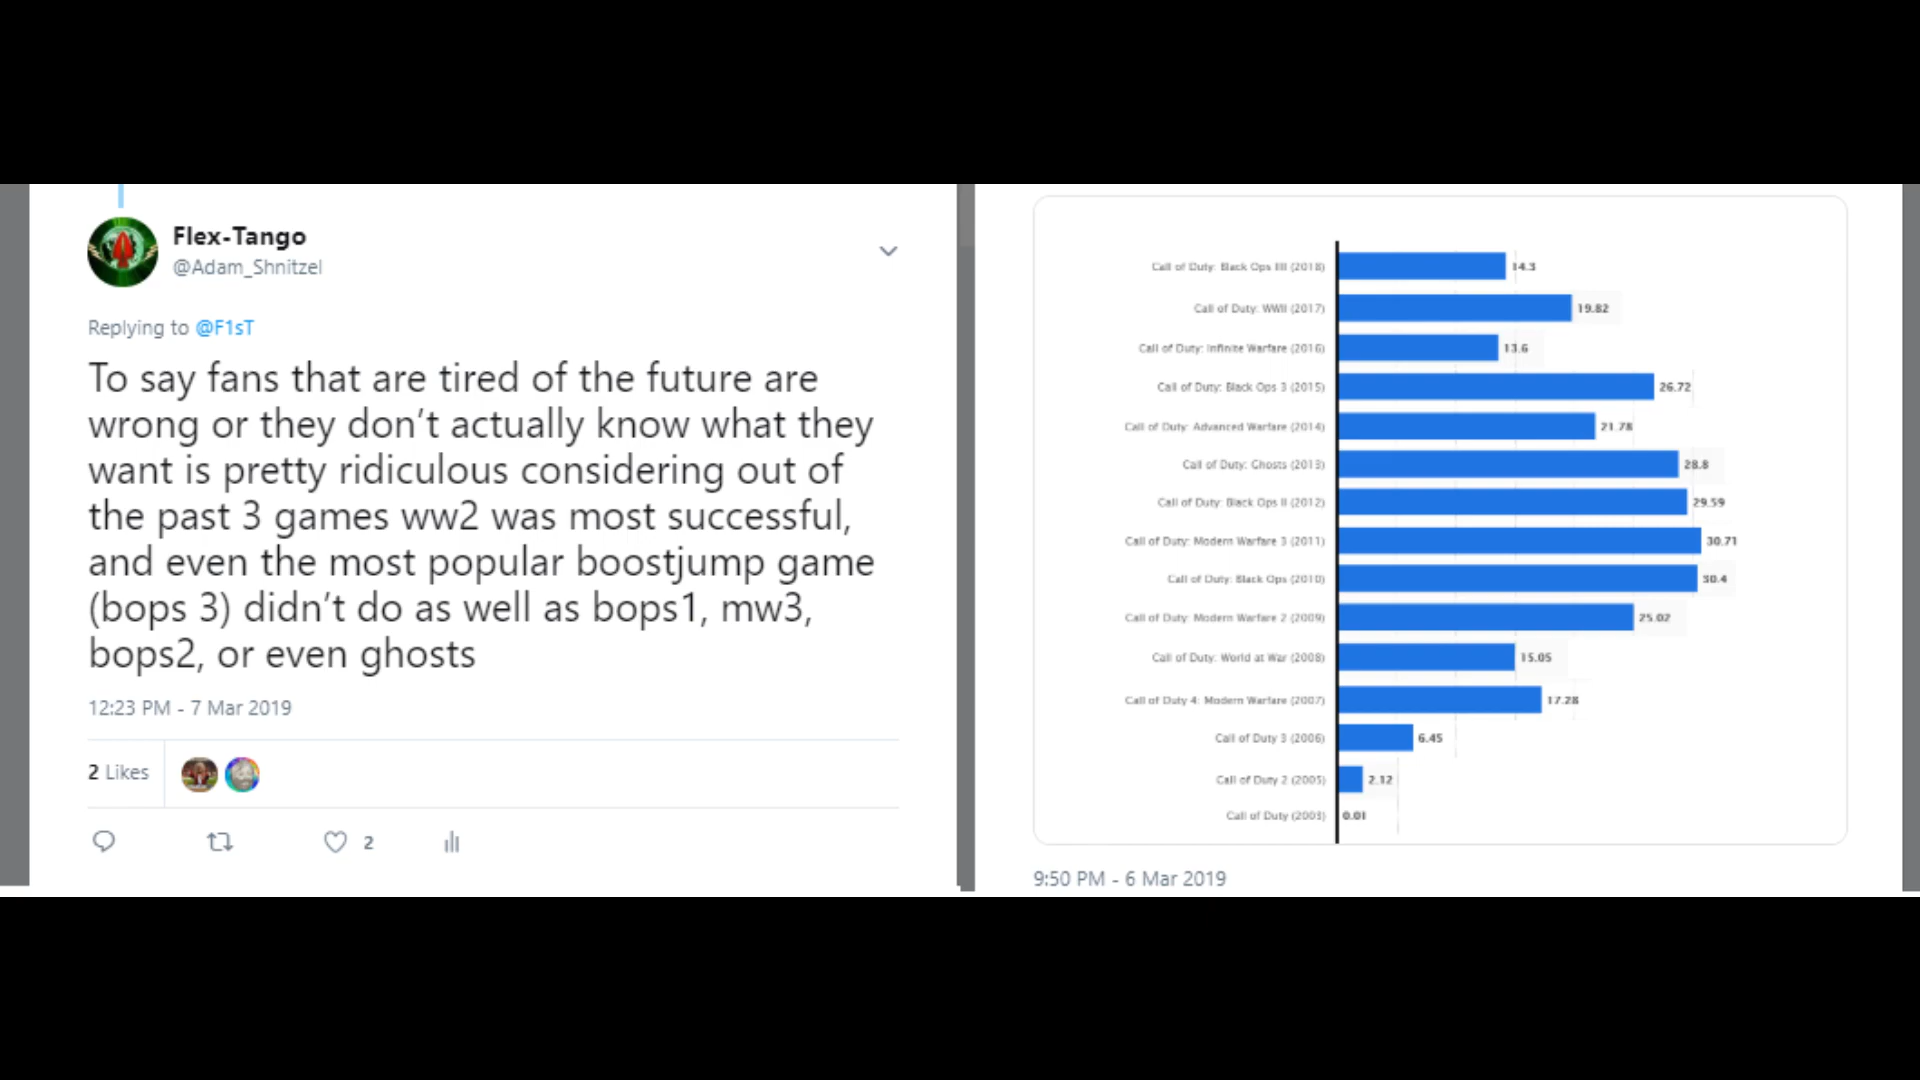 Flex-Tango
@Adam_Shnitzel
Replying to @F1sT
To say fans that are tired of the future are
wrong or they don't actually know what they
want is pretty ridiculous considering out of
the past 3 games ww2 was most successful,
and even the most popular boostjump game
(bops 3) didn't do as well as bops1, mw3,
bops2, or even ghosts
12:23 PM - 7 Mar 2019
2 Likes
2
Call of Duty: Black Ops IIII (2018) 14.3
Call of Duty: WWII (2017) 19.82
Call of Duty: Infinite Warfare (2016) 13.6
Call of Duty: Black Ops 3 (2015) 26.72
Call of Duty: Advanced Warfare (2014) 21.78
Call of Duty: Ghosts (2013) 28.8
Call of Duty: Black Ops II (2012) 29.59
Call of Duty: Modern Warfare 3 (2011) 30.71
Call of Duty: Black Ops (2010) 30.4
Call of Duty: Modern Warfare 2 (2009) 25.02
Call of Duty: World at War (2008) 15.05
Call of Duty 4: Modern Warfare (2007) 17.28
Call of Duty 3 (2006) 6.45
Call of Duty 2 (2005) 2.12
Call of Duty (2003) 0.01
9:50 PM - 6 Mar 2019